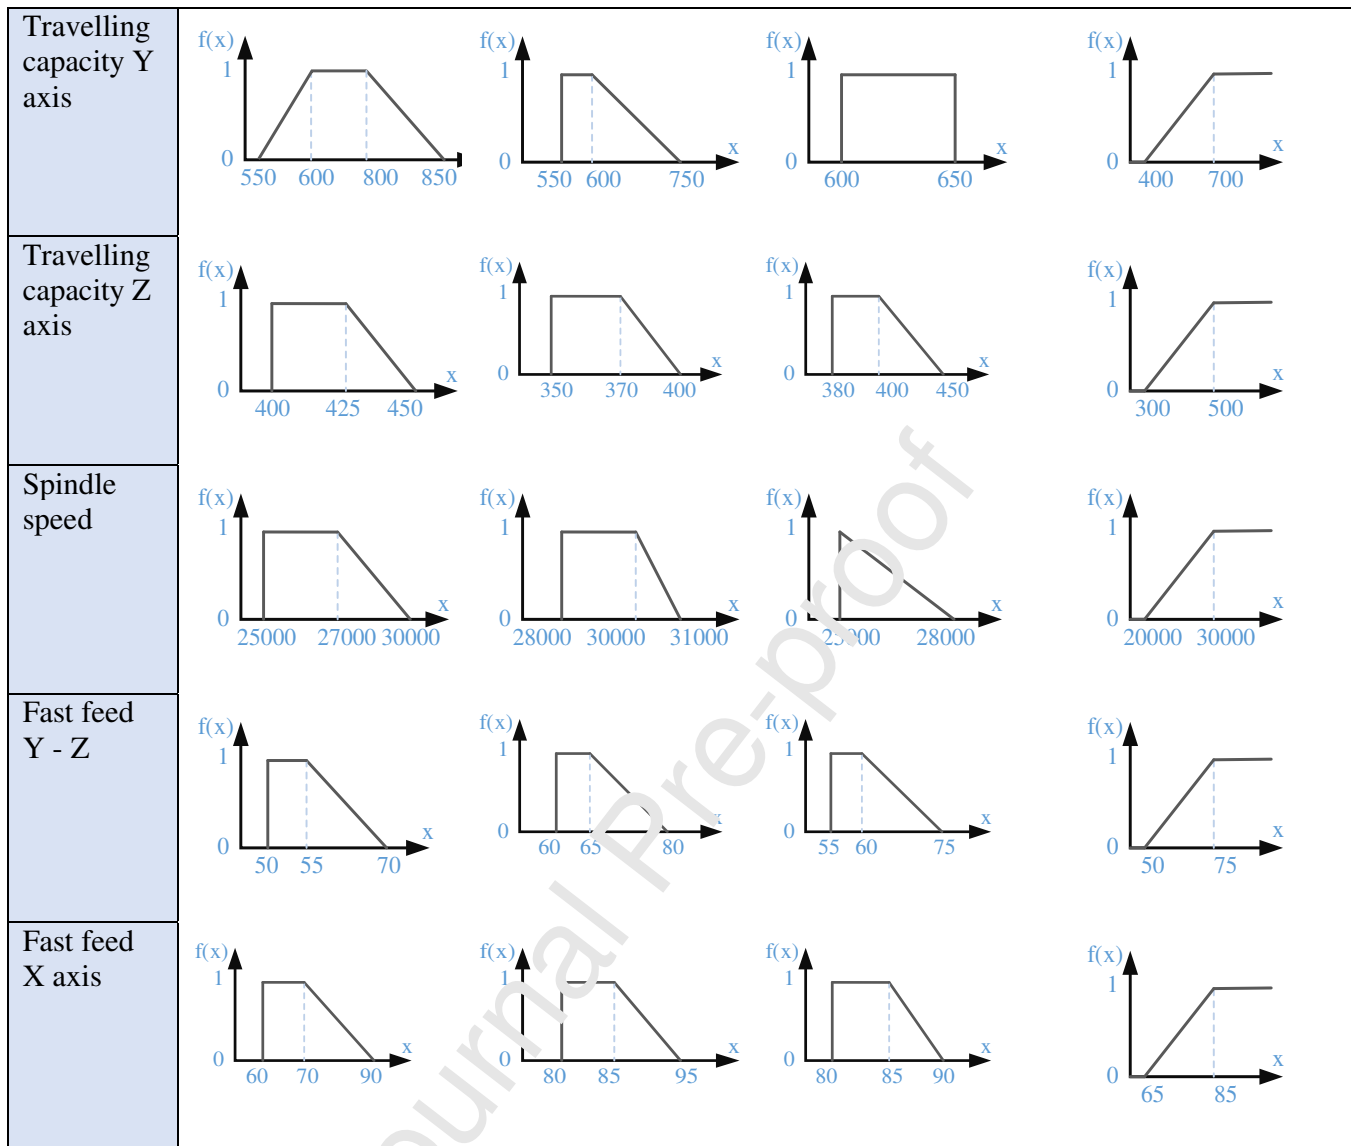 Travelling
capacity Y
axis
f(x)
1
0
550 600 800 850
f(x)
1
0
x
550 600 750
f(x)
1
0
x
600 650
f(x)
1
0
x
400 700
Travelling
capacity Z
axis
f(x)
1
0
x
400 425 450
f(x)
1
0
x
350 370 400
f(x)
1
0
x
380 400 450
f(x)
1
0
x
300 500
Spindle
speed
f(x)
1
0
x
25000 27000 30000
f(x)
1
0
x
28000 30000 31000
f(x)
1
0
x
28000
f(x)
1
0
x
20000 30000
Fast feed
Y - Z
f(x)
1
0
x
50 55 70
f(x)
1
0
x
60 65 80
f(x)
1
0
x
55 60 75
f(x)
1
0
x
50 75
Fast feed
X axis
f(x)
1
0
x
60 70 90
f(x)
1
0
x
80 85 95
f(x)
1
0
x
80 85 90
f(x)
1
0
x
65 85
ournal Pre-proof